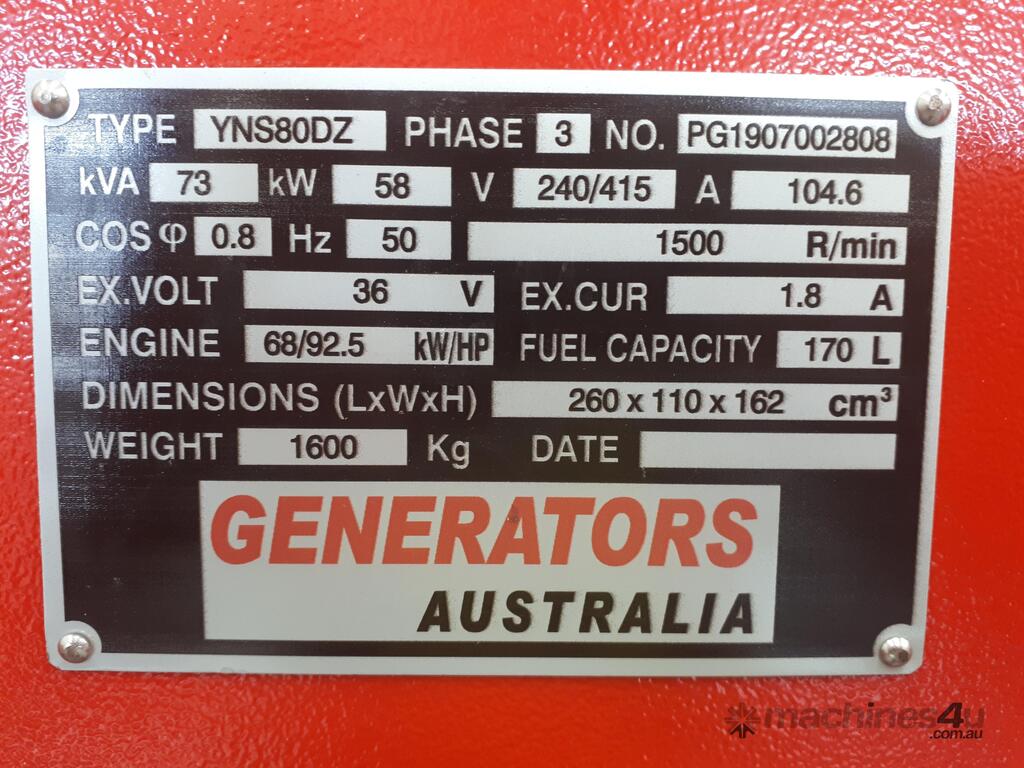 TYPE YNS80DZ PHASE 3 NO. PG1907002808
kVA 73 kW 58 V 240/415 A 104.6
COS φ 0.8 Hz 50 1500 R/min
EX.VOLT 36 V EX.CUR 1.8 A
ENGINE 68/92.5 kW/HP FUEL CAPACITY 170 L
DIMENSIONS (LxWxH) 260 x 110 x 162 cm³
WEIGHT 1600 Kg DATE
GENERATORS
AUSTRALIA
machines4u
.com.au